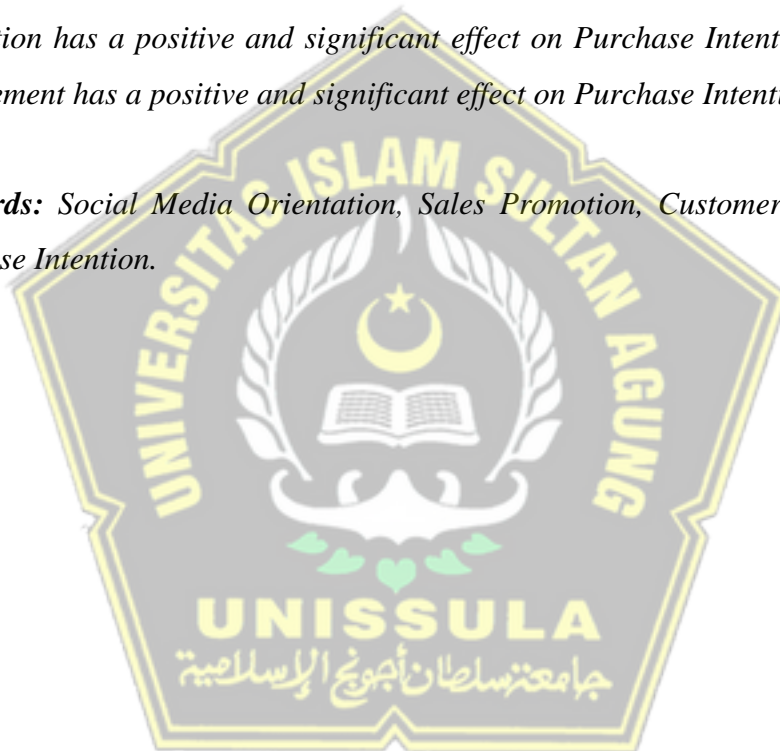 tion has a positive and significant effect on Purchase Intent
ement has a positive and significant effect on Purchase Intenti
rds: Social Media Orientation, Sales Promotion, Customer
se Intention.
UNIVERSITAS ISLAM SULTAN AGUNG
UNISSULA
جامعة سلطان أجونج الإسلامية